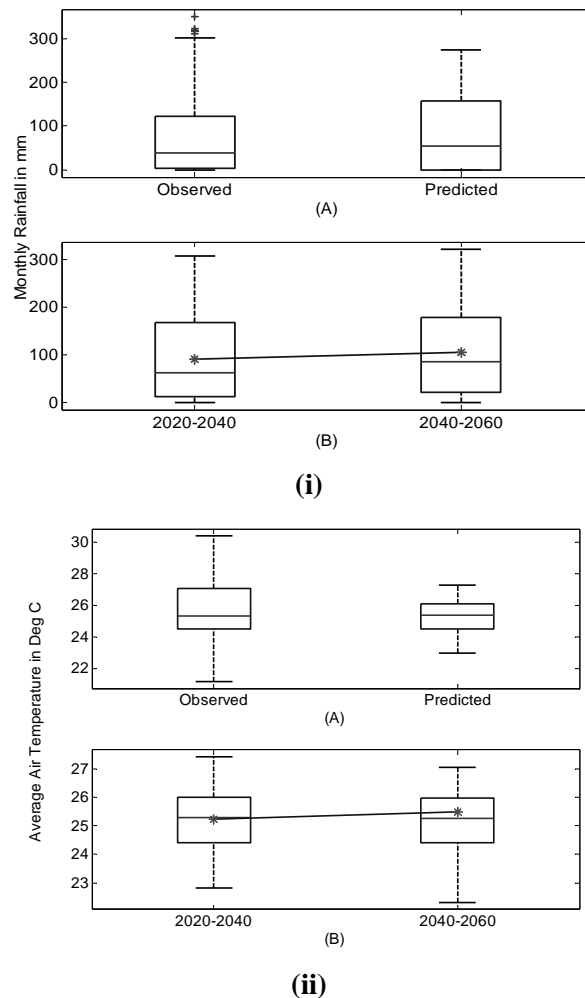 Monthly Rainfall in mm
300
200
100
0
Observed Predicted
(A)
300
200
100
0
2020-2040 2040-2060
(B)
(i)
Average Air Temperature in Deg C
30
28
26
24
22
Observed Predicted
(A)
27
26
25
24
23
2020-2040 2040-2060
(B)
(ii)